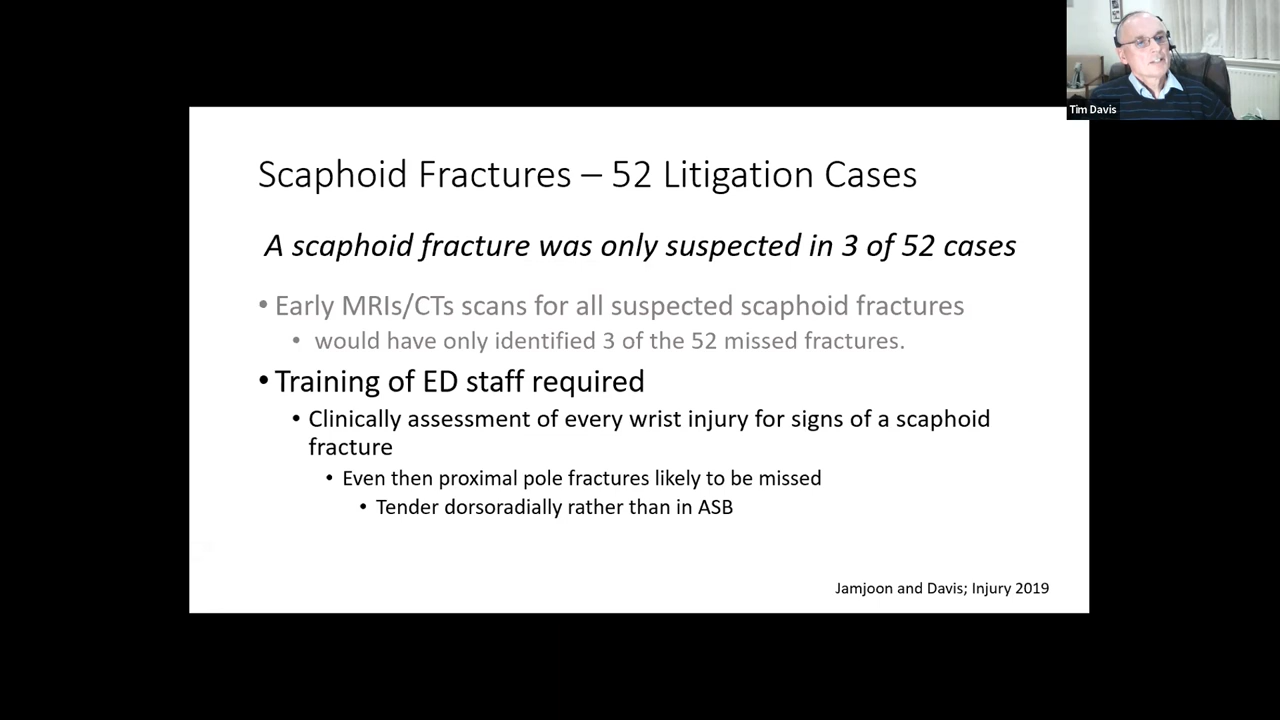 Tim Davis
Scaphoid Fractures – 52 Litigation Cases
A scaphoid fracture was only suspected in 3 of 52 cases
• Early MRIs/CTs scans for all suspected scaphoid fractures
• would have only identified 3 of the 52 missed fractures.
• Training of ED staff required
• Clinically assessment of every wrist injury for signs of a scaphoid
fracture
• Even then proximal pole fractures likely to be missed
• Tender dorsoradially rather than in ASB
Jamjoon and Davis; Injury 2019